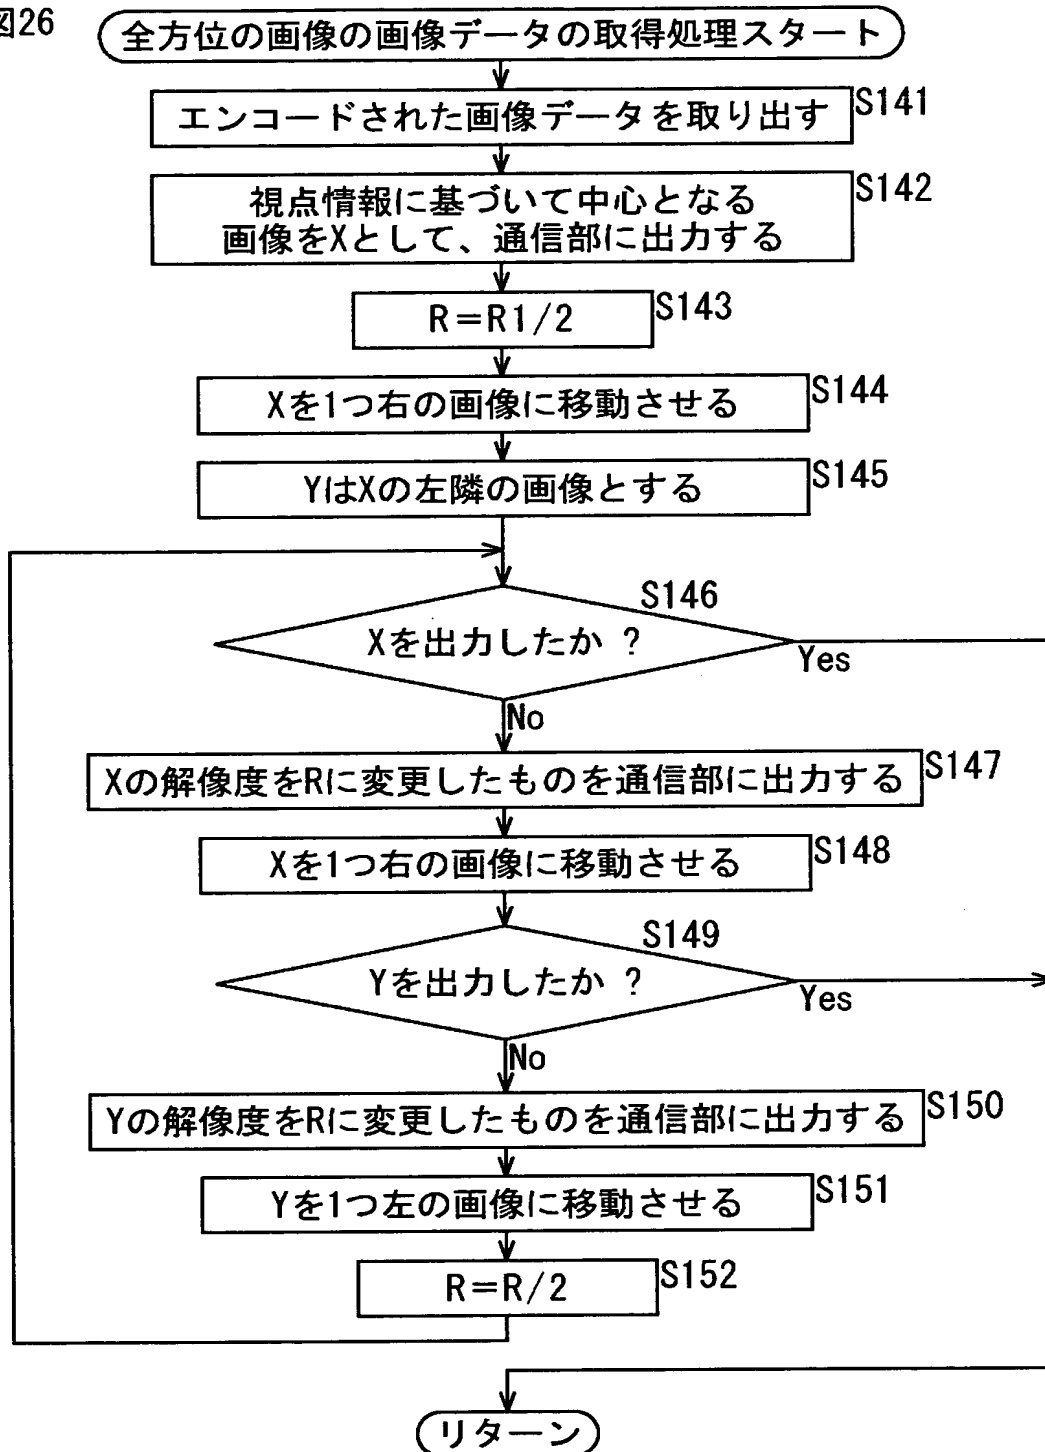 図26
全方位の画像の画像データの取得処理スタート
エンコードされた画像データを取り出す
S141
視点情報に基づいて中心となる
画像をXとして、通信部に出力する
S142
R=R1/2
S143
Xを1つ右の画像に移動させる
S144
YはXの左隣の画像とする
S145
S146
Xを出力したか ?
Yes
No
Xの解像度をRに変更したものを通信部に出力する
S147
Xを1つ右の画像に移動させる
S148
S149
Yを出力したか ?
Yes
No
Yの解像度をRに変更したものを通信部に出力する
S150
Yを1つ左の画像に移動させる
S151
R=R/2
S152
リターン